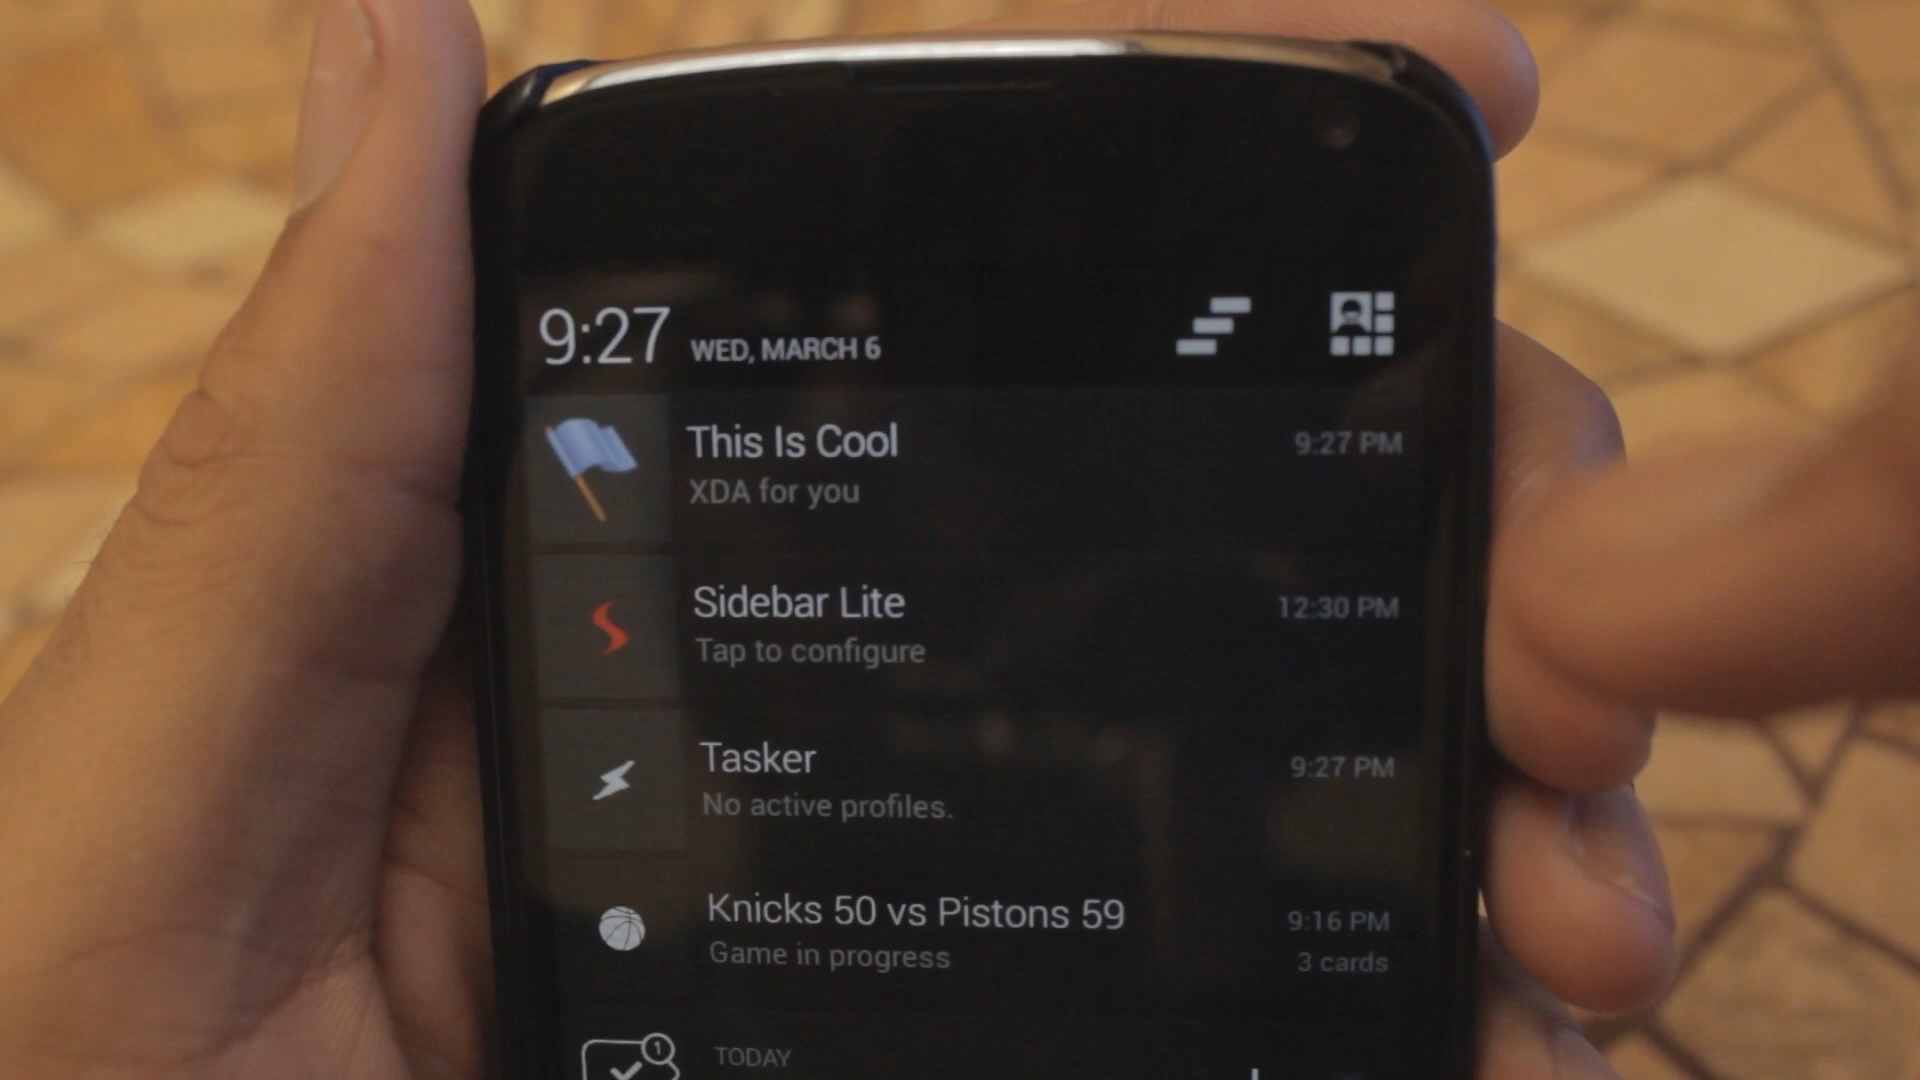 9:27 WED, MARCH 6
This Is Cool 9:27 PM
XDA for you
Sidebar Lite 12:30 PM
Tap to configure
Tasker 9:27 PM
No active profiles.
Knicks 50 vs Pistons 59 9:16 PM
Game in progress 3 cards
1
TODAY